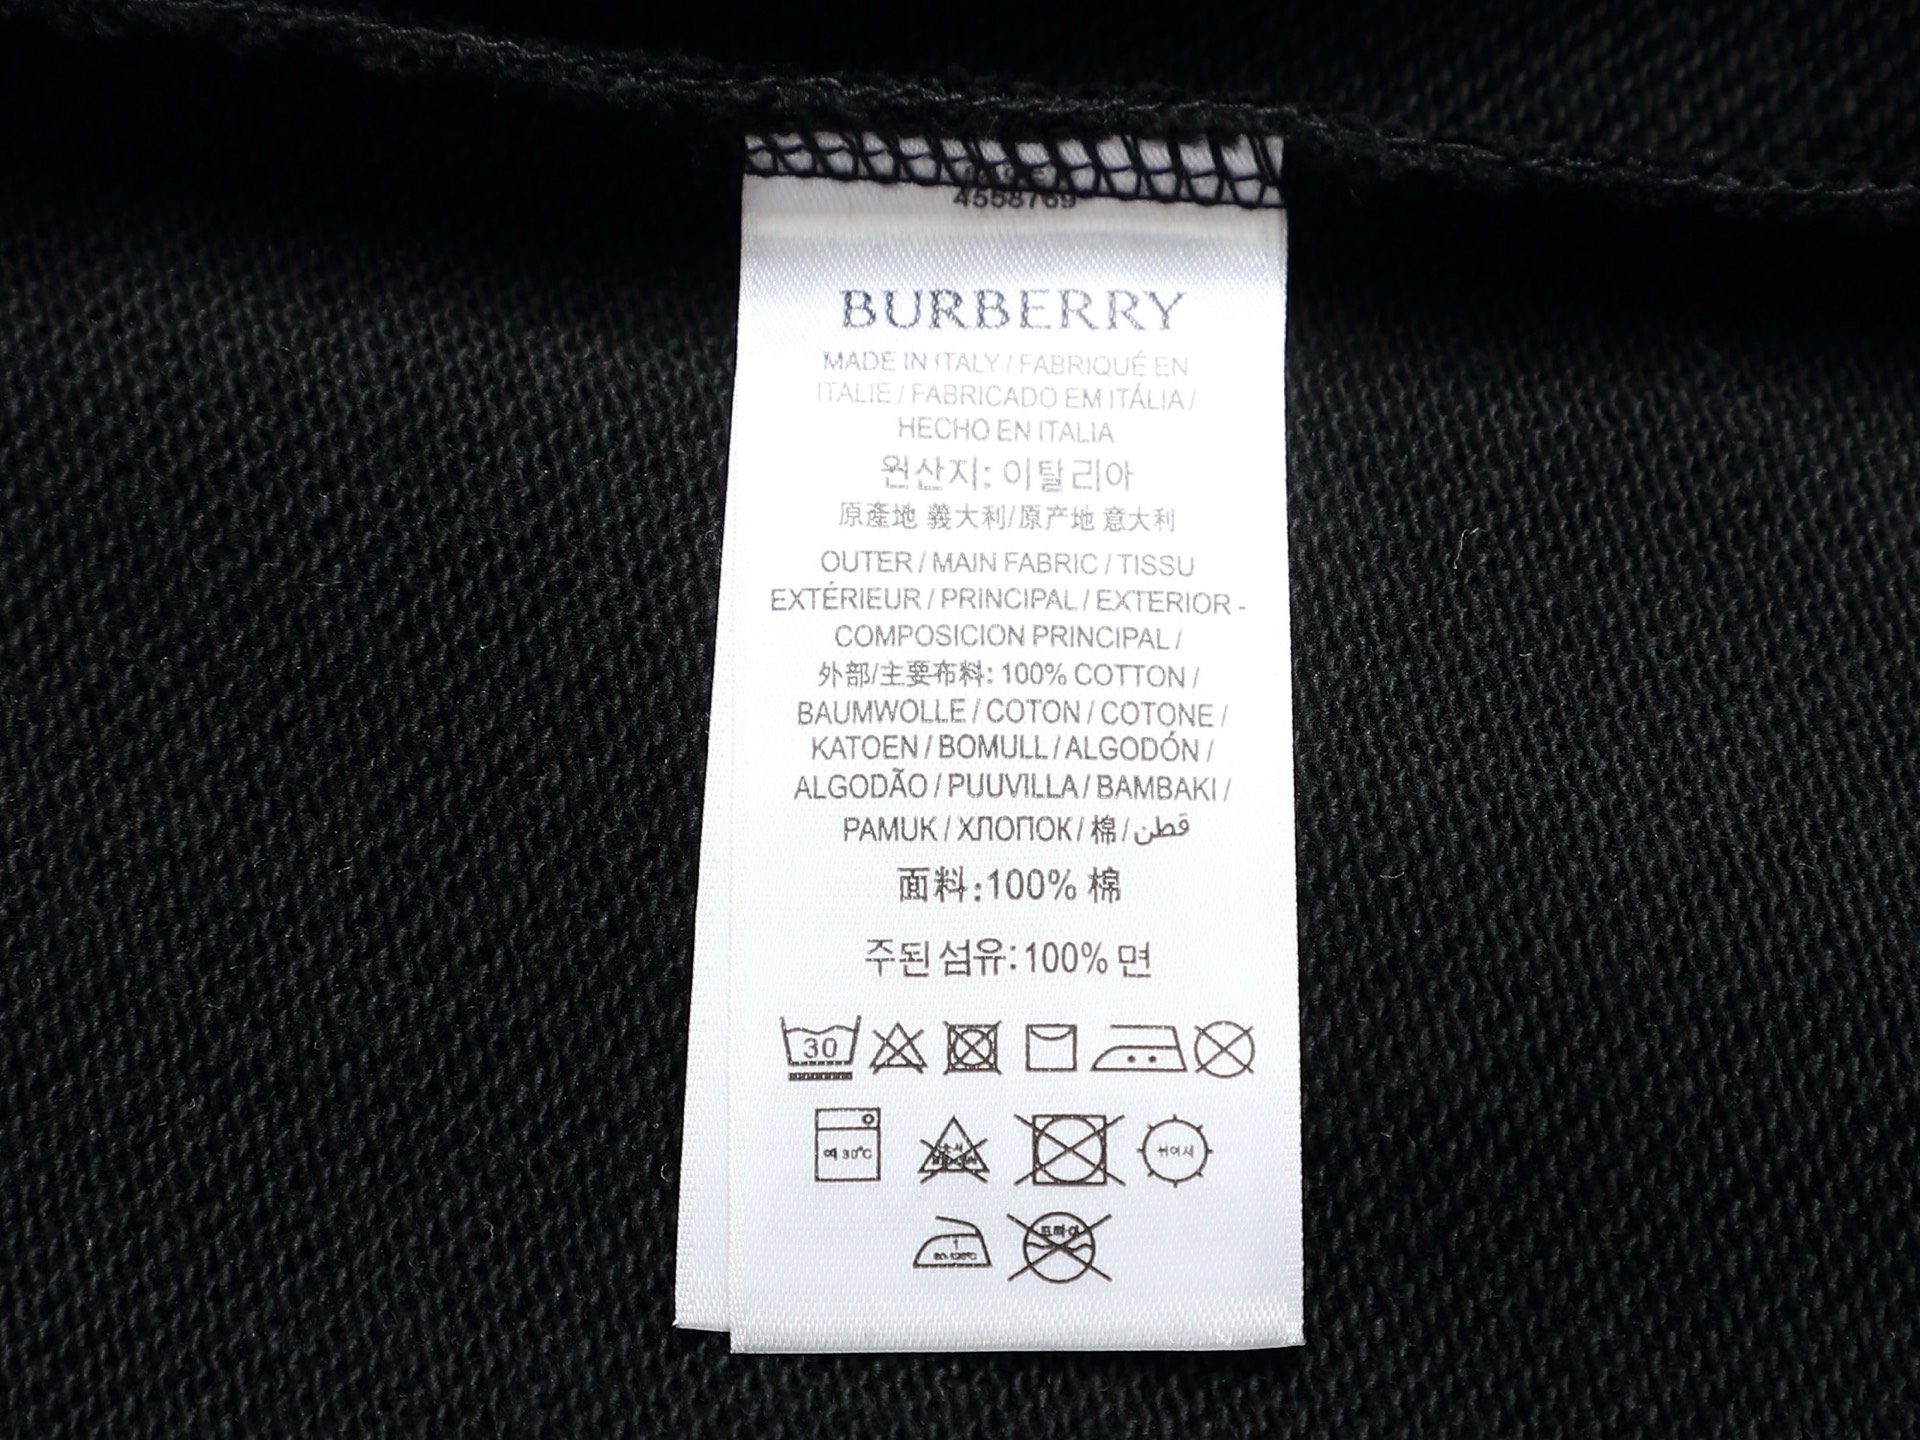 4558769
BURBERRY
MADE IN ITALY / FABRIQUÉ EN
ITALIE / FABRICADO EM ITÁLIA /
HECHO EN ITALIA
원산지: 이탈리아
原產地 義大利/原产地 意大利
OUTER / MAIN FABRIC / TISSU
EXTÉRIEUR / PRINCIPAL / EXTERIOR -
COMPOSICION PRINCIPAL /
外部/主要布料: 100% COTTON /
BAUMWOLLE / COTON / COTONE /
KATOEN / BOMULL / ALGODÓN /
ALGODÃO / PUUVILLA / BAMBAKI /
PAMUK / ХЛОПОК / 棉 / قطن
面料:100% 棉
주된 섬유:100% 면
30
30°C
1